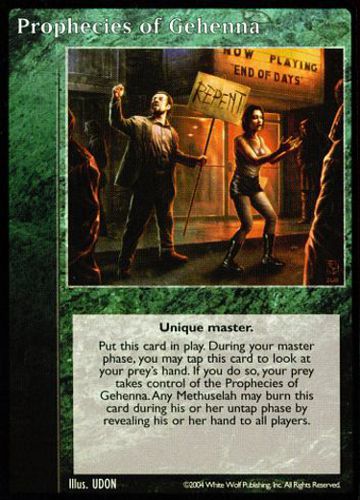 Prophecies of Gehenna
NOW PLAYING
"END OF DAYS"
REPENT
Unique master.
Put this card in play. During your master
phase, you may tap this card to look at
your prey's hand. If you do so, your prey
takes control of the Prophecies of
Gehenna. Any Methuselah may burn this
card during his or her untap phase by
revealing his or her hand to all players.
Illus. UDON
©2004 White Wolf Publishing, Inc. All Rights Reserved.